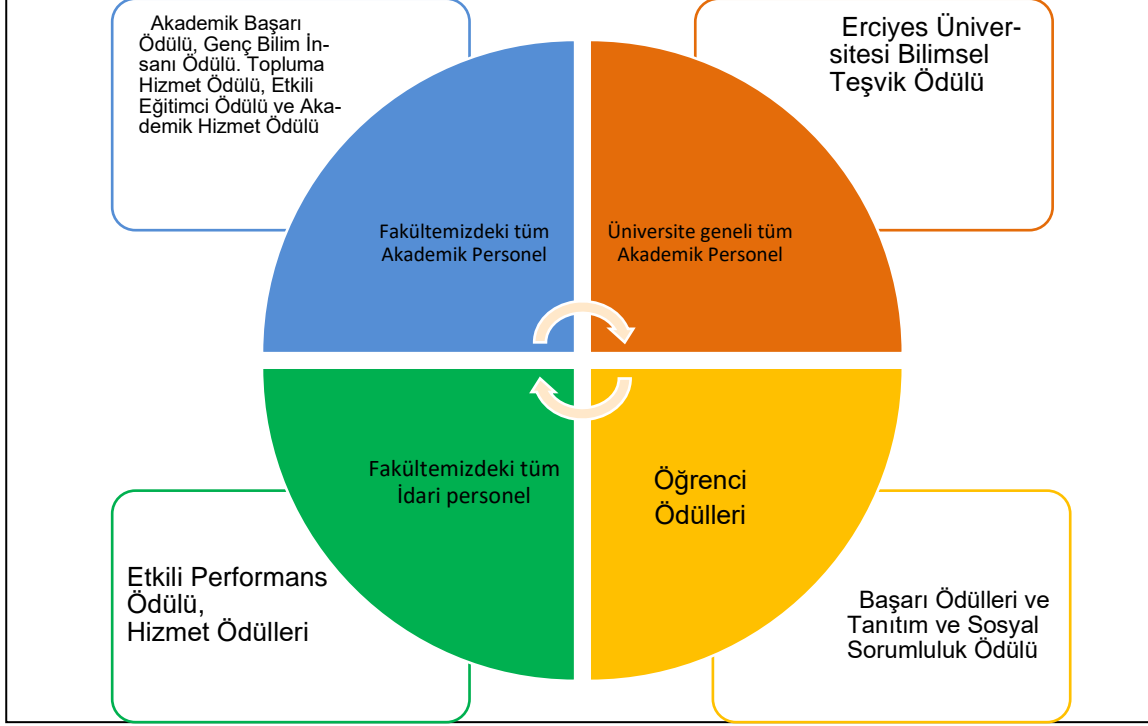 Akademik Başarı
Ödülü, Genç Bilim İn-
sanı Ödülü. Topluma
Hizmet Ödülü, Etkili
Eğitimci Ödülü ve Aka-
demik Hizmet Ödülü
Erciyes Üniver-
sitesi Bilimsel
Teşvik Ödülü
Fakültemizdeki tüm
Akademik Personel
Üniversite geneli tüm
Akademik Personel
Fakültemizdeki tüm
İdari personel
Öğrenci
Ödülleri
Etkili Performans
Ödülü,
Hizmet Ödülleri
Başarı Ödülleri ve
Tanıtım ve Sosyal
Sorumluluk Ödülü